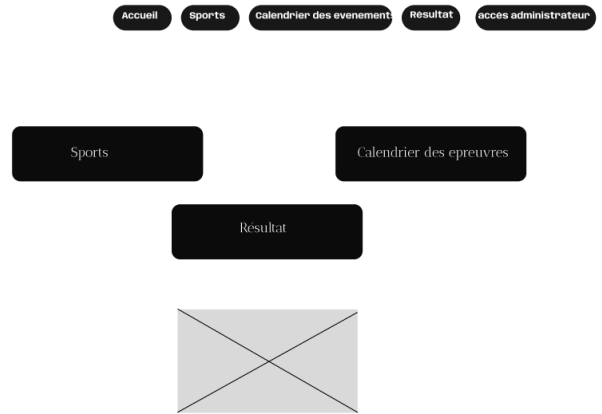 Accueil
Sports
Calendrier des evenements
Résultat
accès administrateur
Sports
Calendrier des epreuvres
Résultat